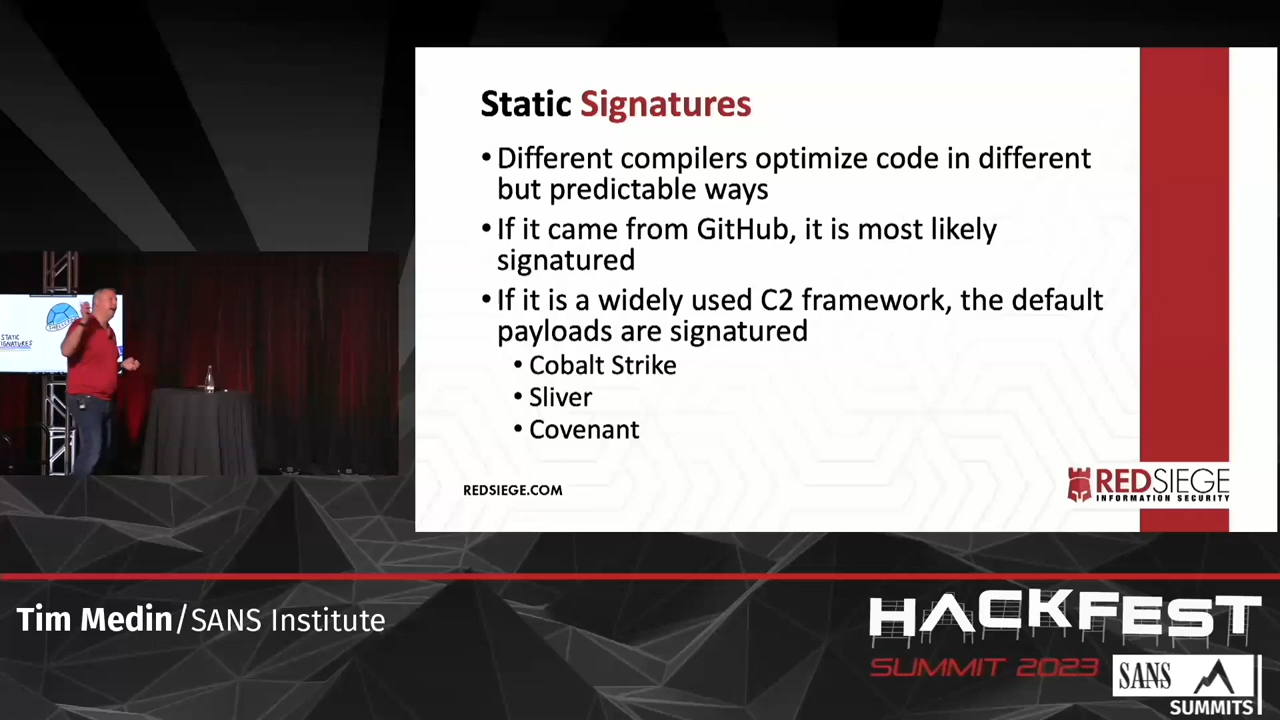 Static Signatures
• Different compilers optimize code in different
but predictable ways
• If it came from GitHub, it is most likely
signatured
• If it is a widely used C2 framework, the default
payloads are signatured
• Cobalt Strike
• Sliver
• Covenant
REDSIEGE.COM
REDSIEGE
INFORMATION SECURITY
STATIC
SIGNATURES
Tim Medin/SANS Institute
HACKFEST
SUMMIT 2023
SANS
SUMMITS